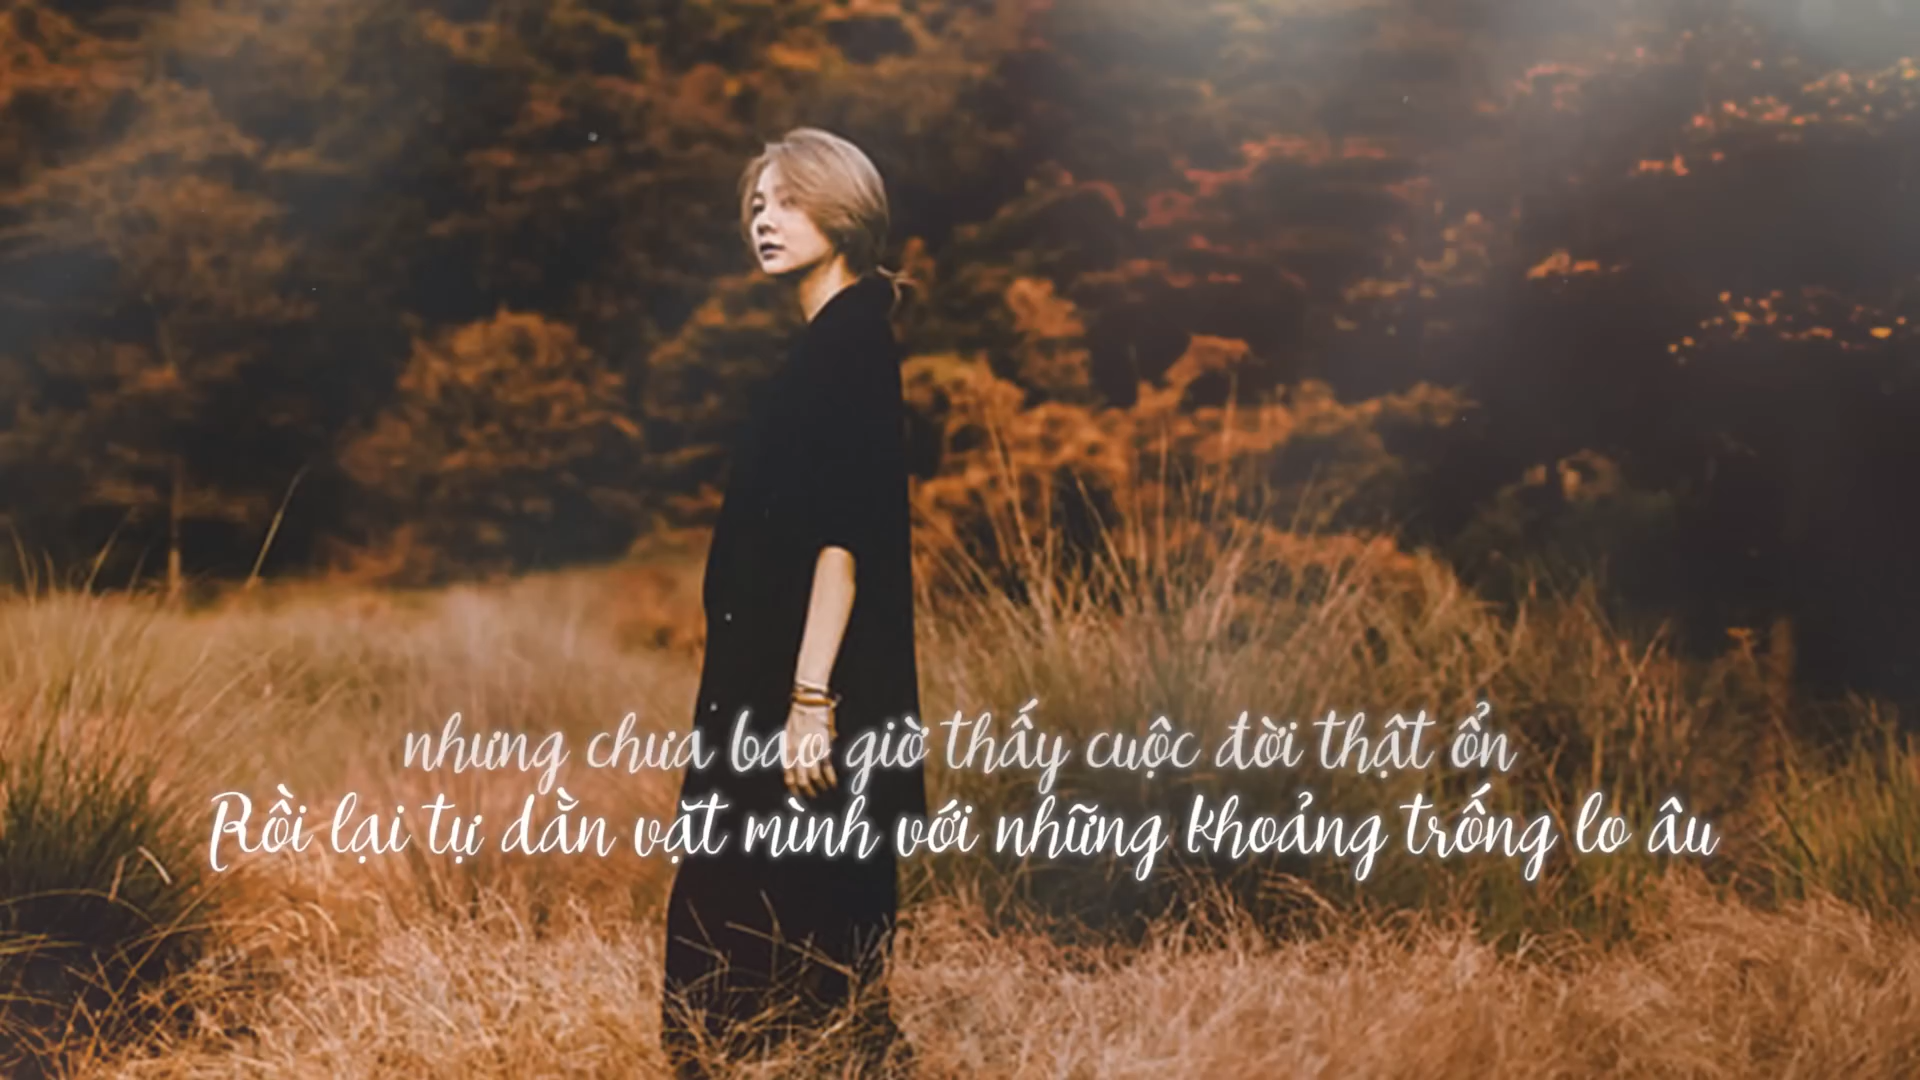 nhưng chưa bao giờ thấy cuộc đời thật ổn
Rồi lại tự dằn vặt mình với những khoảng trống lo âu